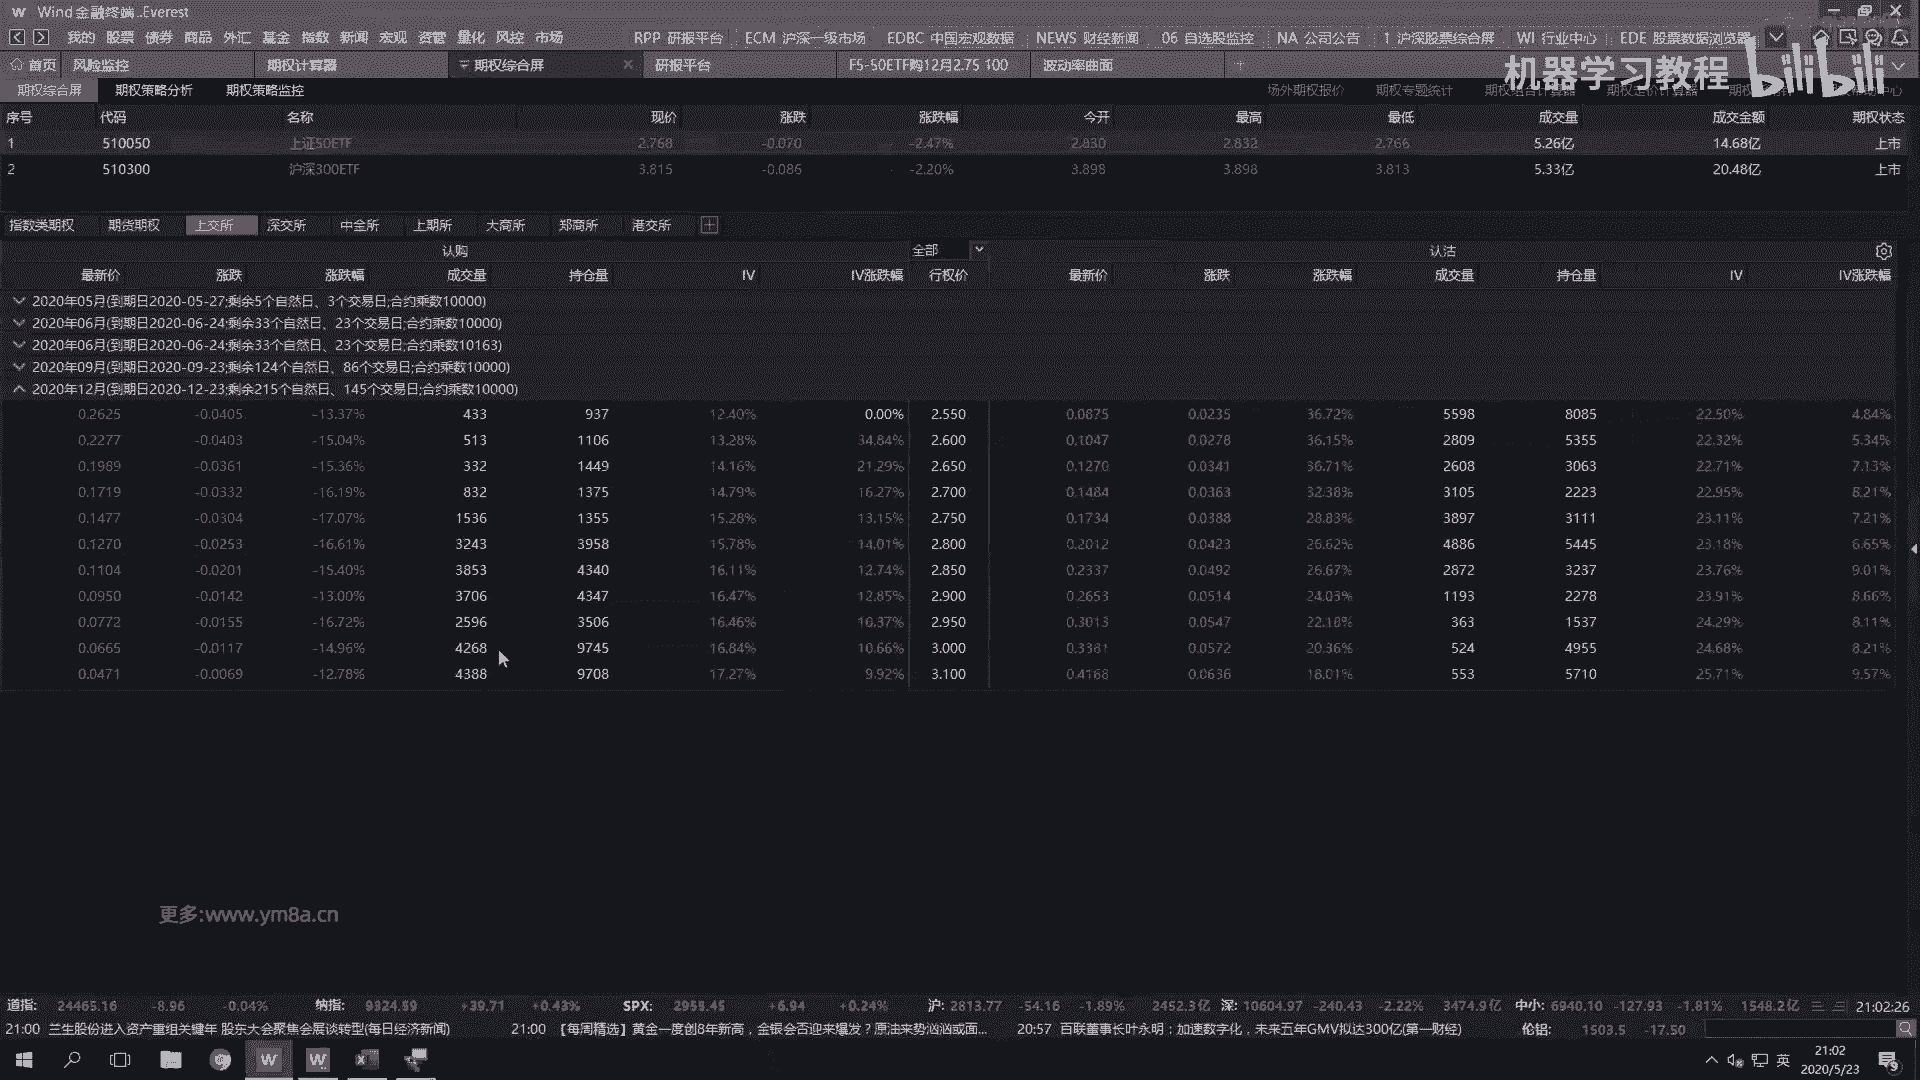 Wind 金融终端..Everest
我的 股票 债券 商品 外汇 基金 指数 新闻 宏观 资管 量化 风控 市场 RPP 研报平台 ECM 沪深一级市场 EDBC 中国宏观数据 NEWS 财经新闻 06 自选股监控 NA 公司公告 1 沪深股票综合屏 WI 行业中心 EDE 股票数据浏览器
首页 风险监控 期权计算器 期权综合屏 研报平台 F5-50ETF购12月2.75 100 波动率曲面
机器学习教程 bilibili
期权综合屏 期权策略分析 期权策略监控 场外期权报价 期权专题统计
序号 代码 名称 现价 涨跌 涨跌幅 今开 最高 最低 成交量 成交金额 期权状态
1 510050 上证50ETF 2.768 -0.070 -2.47% 2.830 2.832 2.766 5.26亿 14.68亿 上市
2 510300 沪深300ETF 3.815 -0.086 -2.20% 3.898 3.898 3.813 5.33亿 20.48亿 上市
指数类期权 期货期权 上交所 深交所 中金所 上期所 大商所 郑商所 港交所
认购 全部 认沽
最新价 涨跌 涨跌幅 成交量 持仓量 IV IV涨跌幅 行权价 最新价 涨跌 涨跌幅 成交量 持仓量 IV IV涨跌幅
2020年05月(到期日2020-05-27;剩余5个自然日、3个交易日;合约乘数10000)
2020年06月(到期日2020-06-24;剩余33个自然日、23个交易日;合约乘数10000)
2020年06月(到期日2020-06-24;剩余33个自然日、23个交易日;合约乘数10163)
2020年09月(到期日2020-09-23;剩余124个自然日、86个交易日;合约乘数10000)
2020年12月(到期日2020-12-23;剩余215个自然日、145个交易日;合约乘数10000)
0.2625 -0.0405 -13.37% 433 937 12.40% 0.00% 2.550 0.0875 0.0235 36.72% 5598 8085 22.50% 4.84%
0.2277 -0.0403 -15.04% 513 1106 13.28% 34.84% 2.600 0.1047 0.0278 36.15% 2809 5355 22.32% 5.34%
0.1989 -0.0361 -15.36% 332 1449 14.16% 21.29% 2.650 0.1270 0.0341 36.71% 2608 3063 22.71% 7.13%
0.1719 -0.0332 -16.19% 832 1375 14.79% 16.27% 2.700 0.1484 0.0363 32.38% 3105 2223 22.95% 8.21%
0.1477 -0.0304 -17.07% 1536 1355 15.28% 13.15% 2.750 0.1734 0.0388 28.83% 3897 3111 23.11% 7.21%
0.1270 -0.0253 -16.61% 3243 3958 15.78% 14.01% 2.800 0.2012 0.0423 26.62% 4886 5445 23.18% 6.65%
0.1104 -0.0201 -15.40% 3853 4340 16.11% 12.74% 2.850 0.2337 0.0492 26.67% 2872 3237 23.76% 9.01%
0.0950 -0.0142 -13.00% 3706 4347 16.47% 12.85% 2.900 0.2653 0.0514 24.03% 1193 2278 23.91% 8.66%
0.0772 -0.0155 -16.72% 2596 3506 16.46% 10.37% 2.950 0.3013 0.0547 22.18% 363 1537 24.29% 8.11%
0.0665 -0.0117 -14.96% 4268 9745 16.84% 10.66% 3.000 0.3381 0.0572 20.36% 524 4955 24.68% 8.21%
0.0471 -0.0069 -12.78% 4388 9708 17.27% 9.92% 3.100 0.4168 0.0636 18.01% 553 5710 25.71% 9.57%
更多:www.ym8a.cn
道指: 24465.16 -8.96 -0.04% 纳指: 9324.59 +39.71 +0.43% SPX: 2955.45 +6.94 +0.24% 沪: 2813.77 -54.16 -1.89% 2452.3亿 深: 10604.97 -240.43 -2.22% 3474.9亿 中小: 6940.10 -127.93 -1.81% 1548.2亿 21:02:26
21:00 兰生股份进入资产重组关键年 股东大会聚焦会展谈转型(每日经济新闻) 21:00 【每周精选】黄金一度创8年新高，金银会否迎来爆发？原油来势汹汹或面... 20:57 百联董事长叶永明：加速数字化，未来五年GMV拟达300亿(第一财经) 伦铝: 1503.5 -17.50
英 21:02
2020/5/23